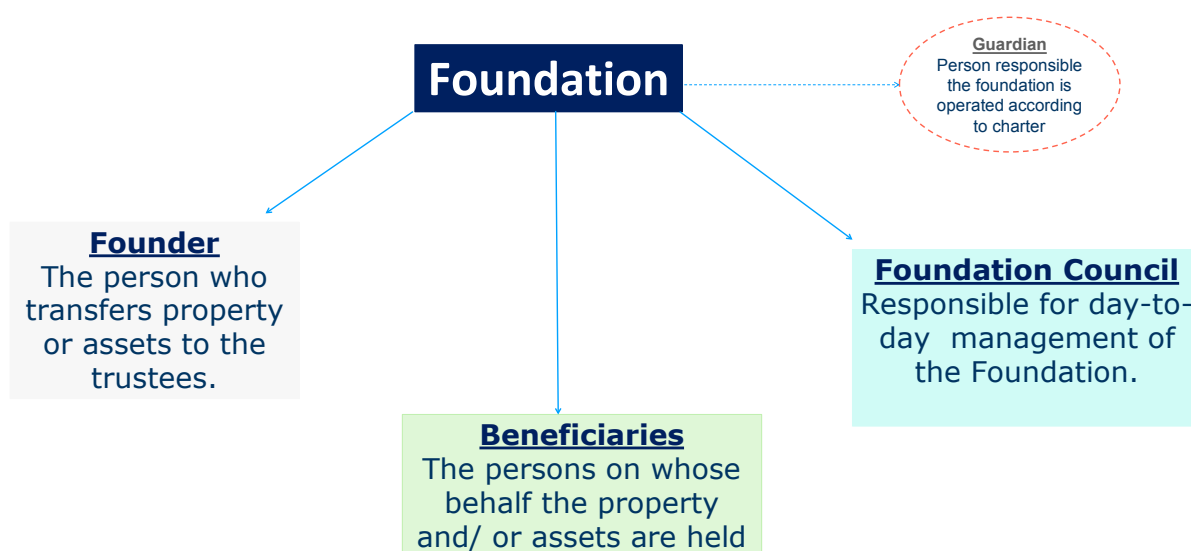 Foundation
Guardian
Person responsible
the foundation is
operated according
to charter
Founder
The person who
transfers property
or assets to the
trustees.
Foundation Council
Responsible for day-to-
day management of
the Foundation.
Beneficiaries
The persons on whose
behalf the property
and/ or assets are held